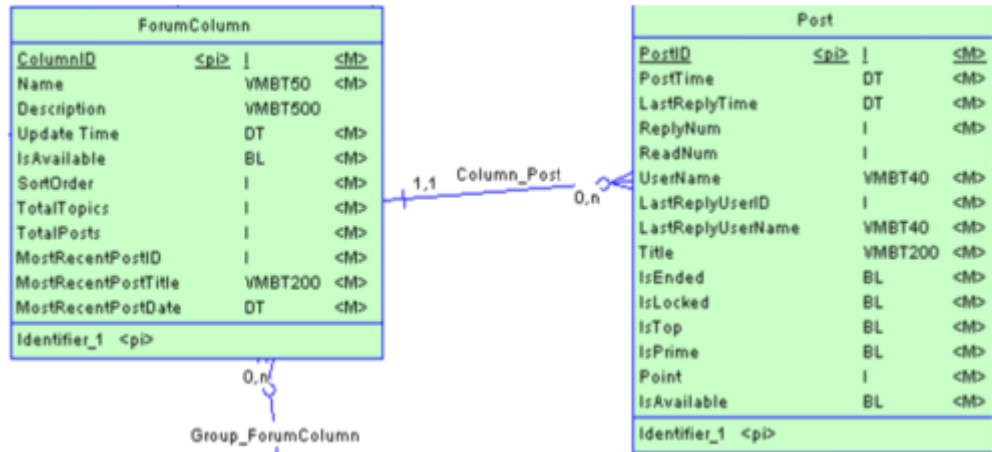 ForumColumn
ColumnID <pi> I <M>
Name VMBT50 <M>
Description VMBT500
Update Time DT <M>
IsAvailable BL <M>
SortOrder I <M>
TotalTopics I <M>
TotalPosts I <M>
MostRecentPostID I <M>
MostRecentPostTitle VMBT200 <M>
MostRecentPostDate DT <M>
Identifier_1 <pi>
0,n
Group_ForumColumn
1,1 Column_Post
0,n
Post
PostID <pi> I <M>
PostTime DT <M>
LastReplyTime DT <M>
ReplyNum I <M>
ReadNum I
UserName VMBT40 <M>
LastReplyUserID I <M>
LastReplyUserName VMBT40 <M>
Title VMBT200 <M>
IsEnded BL <M>
IsLocked BL <M>
IsTop BL <M>
IsPrime BL <M>
Point I <M>
IsAvailable BL <M>
Identifier_1 <pi>